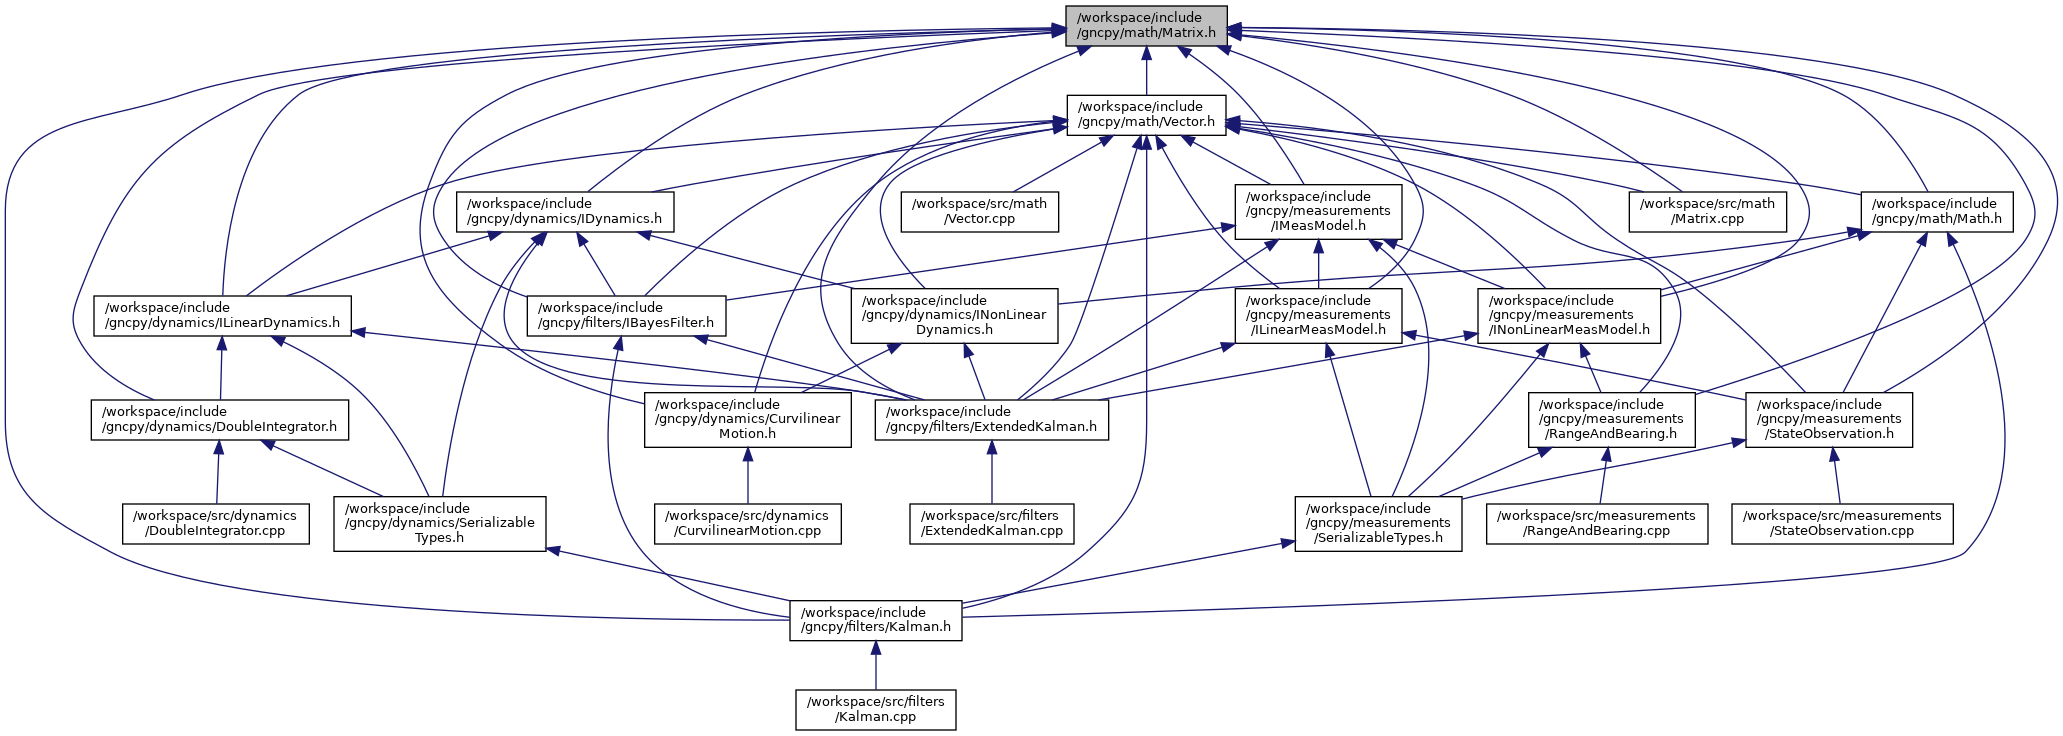 /workspace/include
/gncpy/math/Matrix.h
/workspace/include
/gncpy/math/Vector.h
/workspace/include
/gncpy/dynamics/IDynamics.h
/workspace/src/math
/Vector.cpp
/workspace/include
/gncpy/measurements
/IMeasModel.h
/workspace/src/math
/Matrix.cpp
/workspace/include
/gncpy/math/Math.h
/workspace/include
/gncpy/dynamics/ILinearDynamics.h
/workspace/include
/gncpy/filters/IBayesFilter.h
/workspace/include
/gncpy/dynamics/INonLinear
Dynamics.h
/workspace/include
/gncpy/measurements
/ILinearMeasModel.h
/workspace/include
/gncpy/measurements
/INonLinearMeasModel.h
/workspace/include
/gncpy/dynamics/DoubleIntegrator.h
/workspace/include
/gncpy/dynamics/Curvilinear
Motion.h
/workspace/include
/gncpy/filters/ExtendedKalman.h
/workspace/include
/gncpy/measurements
/RangeAndBearing.h
/workspace/include
/gncpy/measurements
/StateObservation.h
/workspace/src/dynamics
/DoubleIntegrator.cpp
/workspace/include
/gncpy/dynamics/Serializable
Types.h
/workspace/src/dynamics
/CurvilinearMotion.cpp
/workspace/src/filters
/ExtendedKalman.cpp
/workspace/include
/gncpy/measurements
/SerializableTypes.h
/workspace/src/measurements
/RangeAndBearing.cpp
/workspace/src/measurements
/StateObservation.cpp
/workspace/include
/gncpy/filters/Kalman.h
/workspace/src/filters
/Kalman.cpp